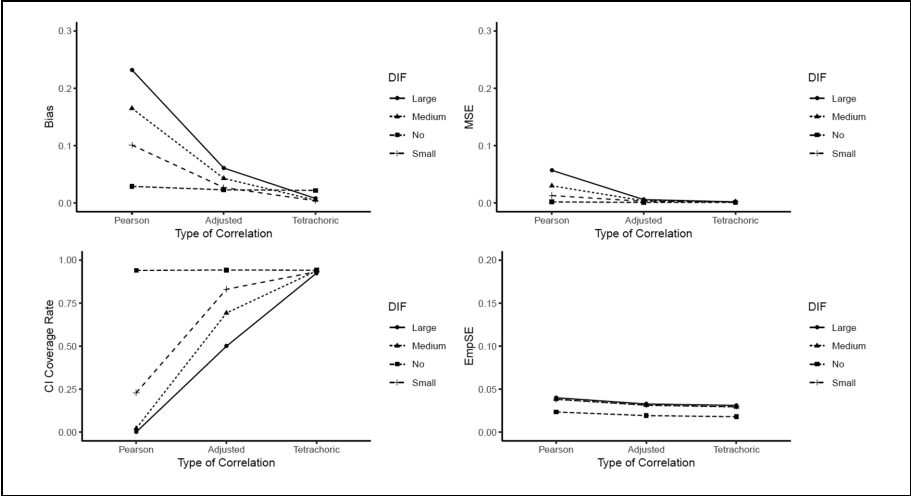 0.3
0.2
0.1
0.0
Bias
Pearson
Adjusted
Tetrachoric
Type of Correlation
DIF
Large
Medium
No
Small
0.3
0.2
0.1
0.0
MSE
Pearson
Adjusted
Tetrachoric
Type of Correlation
DIF
Large
Medium
No
Small
1.00
0.75
0.50
0.25
0.00
CI Coverage Rate
Pearson
Adjusted
Tetrachoric
Type of Correlation
DIF
Large
Medium
No
Small
0.20
0.15
0.10
0.05
0.00
EmpSE
Pearson
Adjusted
Tetrachoric
Type of Correlation
DIF
Large
Medium
No
Small